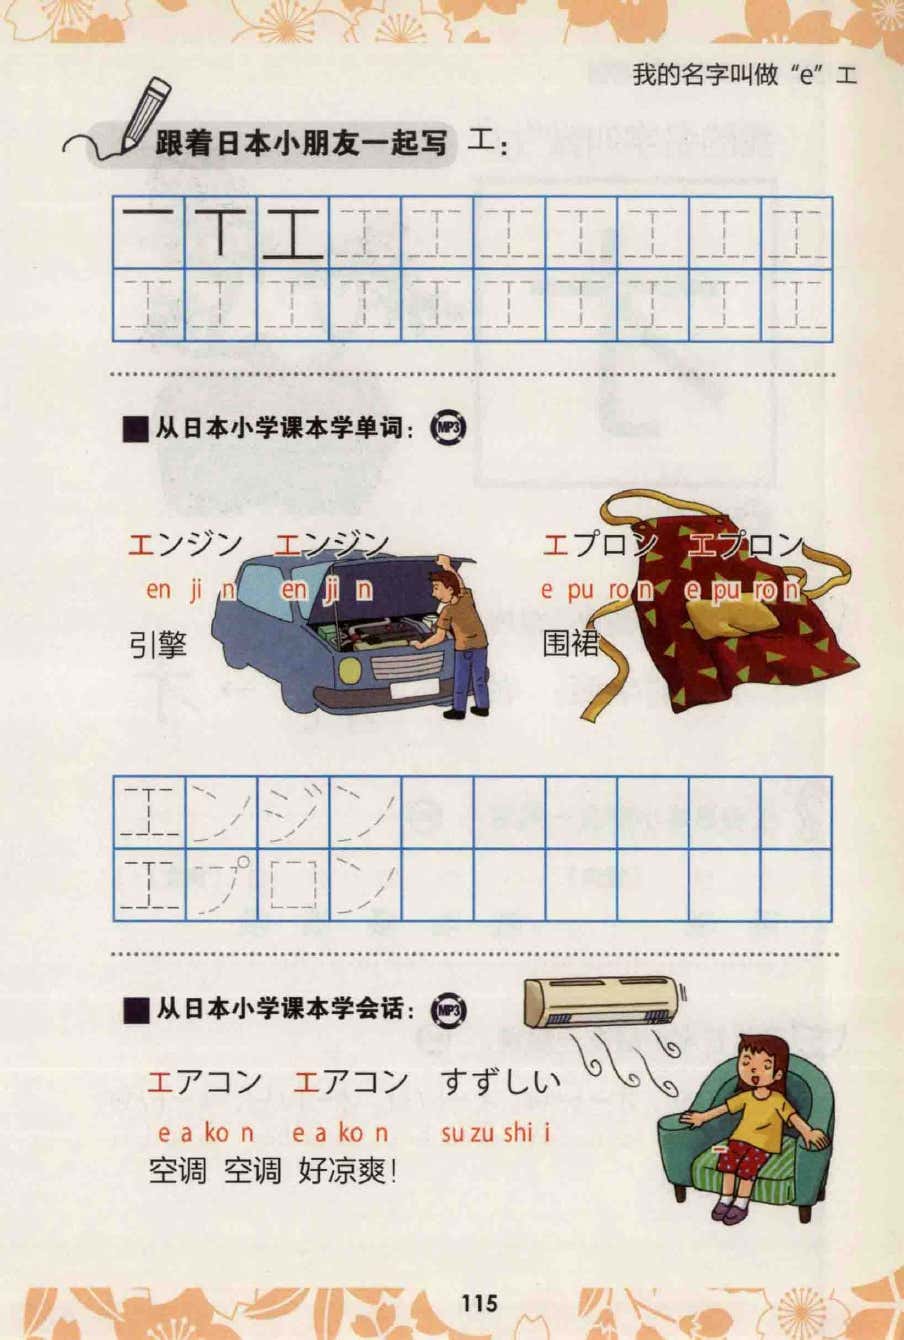 我的名字叫做“e”エ
跟着日本小朋友一起写 エ：
一 丅 エ エ エ エ エ エ エ エ
エ エ エ エ エ エ エ エ エ エ
从日本小学课本学单词： MP3
エンジン エンジン エプロン エプロン
en ji n en ji n e pu ro n e pu ro n
引擎 围裙
エンジン
エプロン
从日本小学课本学会话： MP3
エアコン エアコン すずしい
e a ko n e a ko n su zu shi i
空调 空调 好凉爽！
115